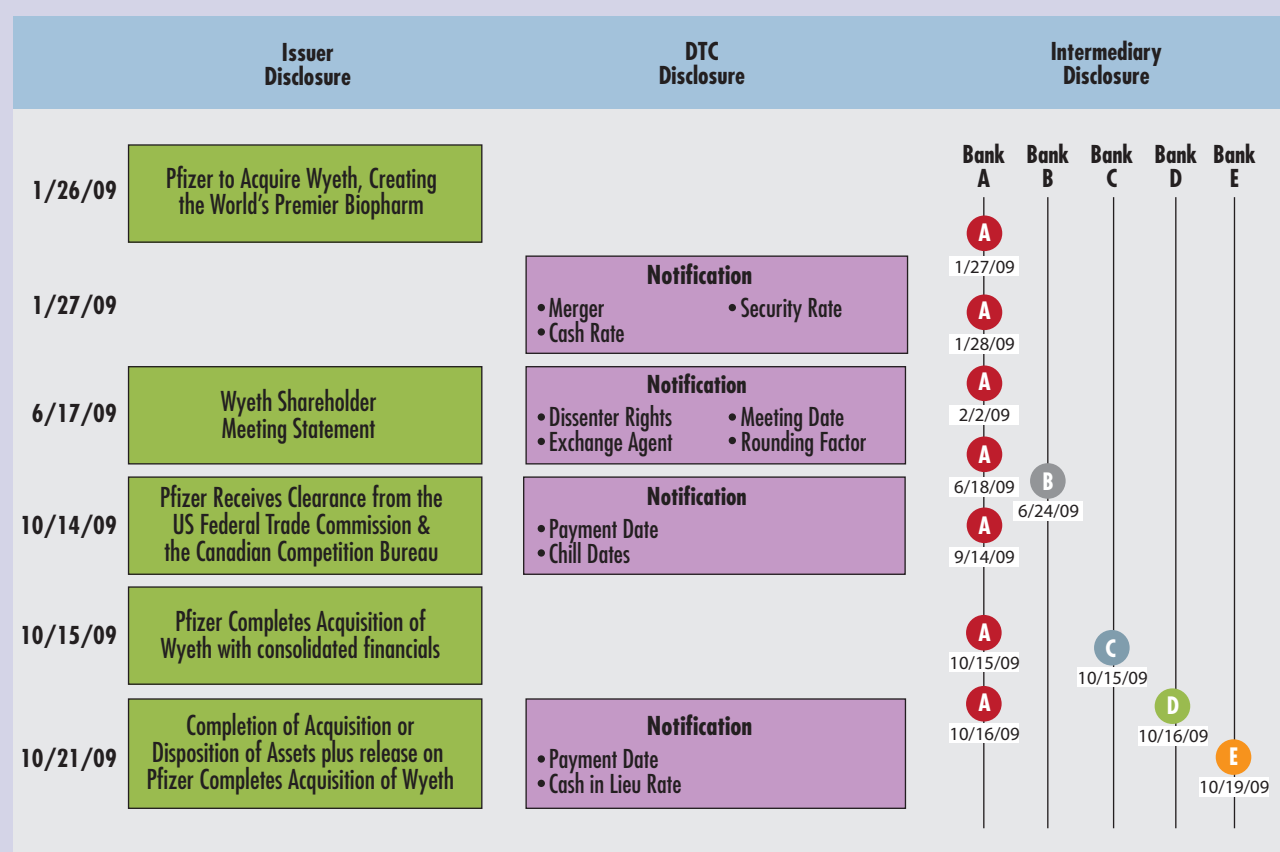 Issuer
Disclosure
DTC
Disclosure
Intermediary
Disclosure
Bank
A
Bank
B
Bank
C
Bank
D
Bank
E
1/26/09
Pfizer to Acquire Wyeth, Creating
the World's Premier Biopharm
A
1/27/09
1/27/09
Notification
• Merger
• Cash Rate
• Security Rate
A
1/28/09
6/17/09
Wyeth Shareholder
Meeting Statement
Notification
• Dissenter Rights
• Exchange Agent
• Meeting Date
• Rounding Factor
A
2/2/09
A
6/18/09
B
6/24/09
10/14/09
Pfizer Receives Clearance from the
US Federal Trade Commission &
the Canadian Competition Bureau
Notification
• Payment Date
• Chill Dates
A
9/14/09
10/15/09
Pfizer Completes Acquisition of
Wyeth with consolidated financials
A
10/15/09
C
10/15/09
10/21/09
Completion of Acquisition or
Disposition of Assets plus release on
Pfizer Completes Acquisition of Wyeth
Notification
• Payment Date
• Cash in Lieu Rate
A
10/16/09
D
10/16/09
E
10/19/09